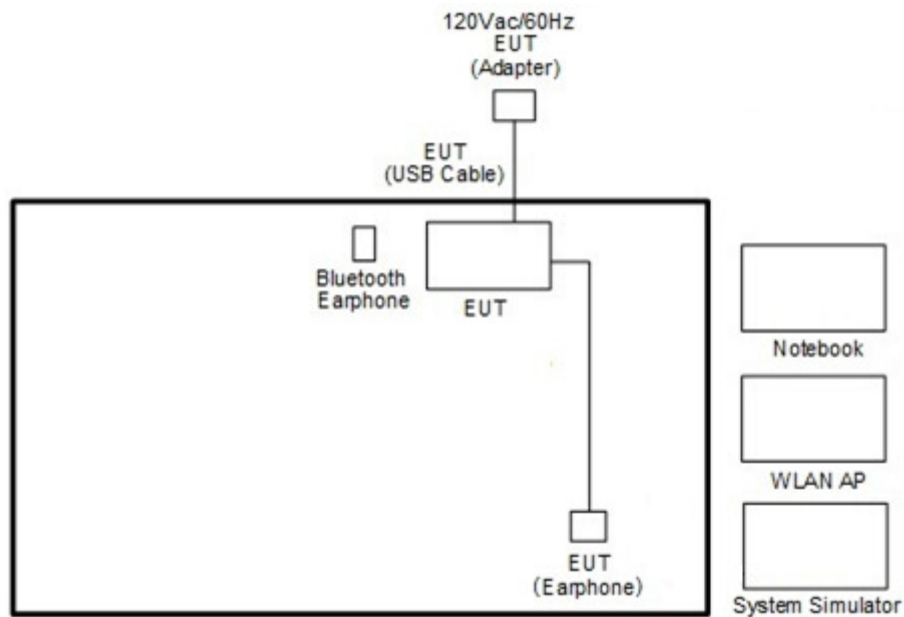 120Vac/60Hz
EUT
(Adapter)
EUT
(USB Cable)
Bluetooth
Earphone
EUT
Notebook
WLAN AP
EUT
(Earphone)
System Simulator